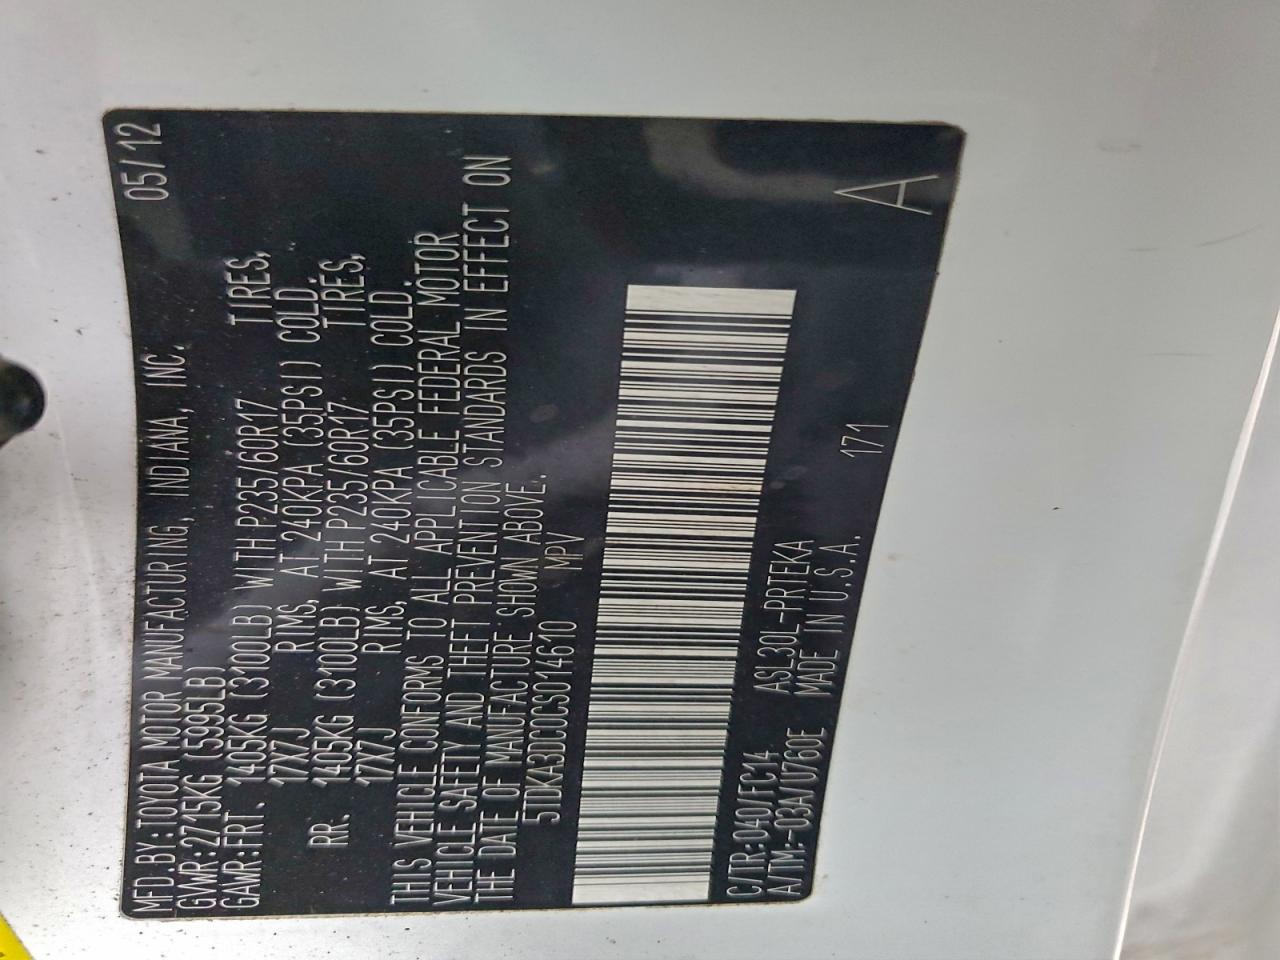 MFD.BY:TOYOTA MOTOR MANUFACTURING, INDIANA, INC. 05/12
GVWR:2715KG (5995LB)
GAWR:FRT. 1405KG (3100LB) WITH P235/60R17 TIRES,
17X7J RIMS, AT 240KPA (35PSI) COLD.
RR. 1405KG (3100LB) WITH P235/60R17 TIRES,
17X7J RIMS, AT 240KPA (35PSI) COLD.
THIS VEHICLE CONFORMS TO ALL APPLICABLE FEDERAL MOTOR
VEHICLE SAFETY AND THEFT PREVENTION STANDARDS IN EFFECT ON
THE DATE OF MANUFACTURE SHOWN ABOVE.
5TDKA3DC0CS014610 MPV
C/TR:040/FC14 ASL30L-PRTEKA
A/TM:-03A/U760E MADE IN U.S.A. 171
A